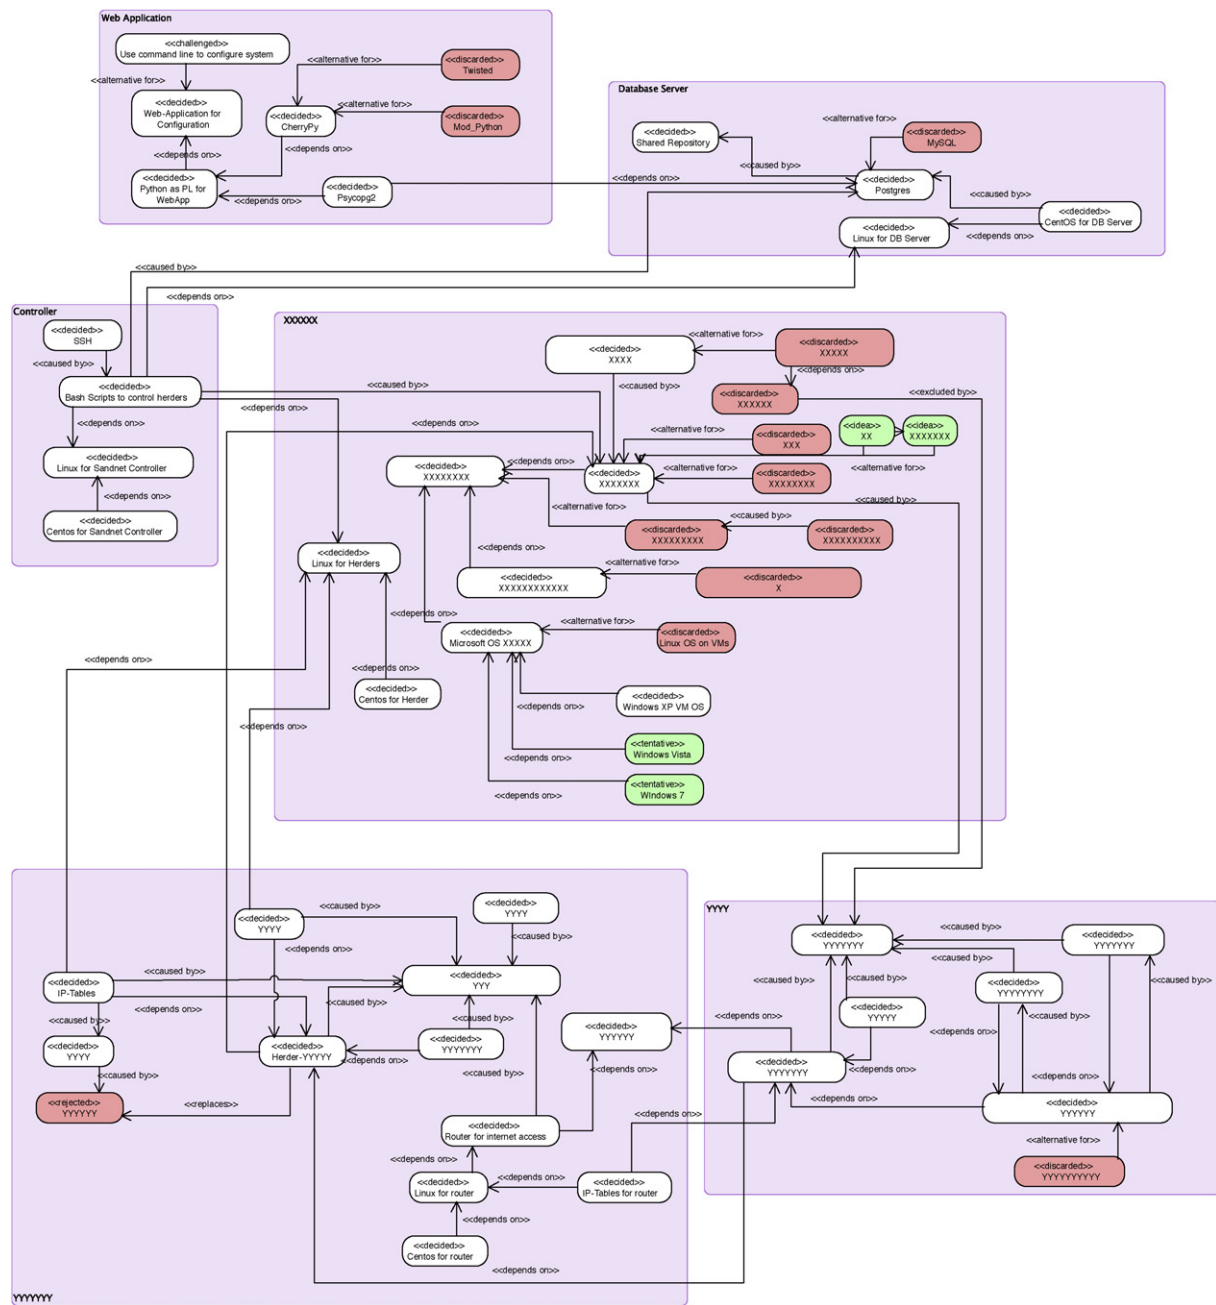 Web Application
<<challenged>>
Use command line to configure system
<<alternative for>>
<<discarded>>
Twisted
<<alternative for>>
<<decided>>
Web-Application for
Configuration
<<alternative for>>
<<decided>>
CherryPy
<<discarded>>
Mod_Python
<<depends on>>
<<depends on>>
<<decided>>
Python as PL for
WebApp
<<depends on>>
<<decided>>
Psycopg2
Database Server
<<decided>>
Shared Repository
<<alternative for>>
<<discarded>>
MySQL
<<caused by>>
<<depends on>>
<<decided>>
Postgres
<<caused by>>
<<decided>>
CentOS for DB Server
<<decided>>
Linux for DB Server
<<depends on>>
<<caused by>>
<<depends on>>
Controller
<<decided>>
SSH
<<caused by>>
<<decided>>
Bash Scripts to control herders
<<depends on>>
<<decided>>
Linux for Sandnet Controller
<<depends on>>
<<decided>>
Centos for Sandnet Controller
XXXXXX
<<decided>>
XXXX
<<alternative for>>
<<discarded>>
XXXXX
<<depends on>>
<<caused by>>
<<caused by>>
<<discarded>>
XXXXXX
<<excluded by>>
<<depends on>>
<<alternative for>>
<<discarded>>
XXX
<<idea>>
XX
<<idea>>
XXXXXXX
<<decided>>
XXXXXXXX
<<depends on>>
<<decided>>
XXXXXXX
<<alternative for>>
<<discarded>>
XXXXXXXX
<<alternative for>>
<<caused by>>
<<alternative for>>
<<discarded>>
XXXXXXXXX
<<caused by>>
<<discarded>>
XXXXXXXXXX
<<decided>>
Linux for Herders
<<depends on>>
<<decided>>
XXXXXXXXXXXX
<<alternative for>>
<<discarded>>
X
<<depends on>>
<<decided>>
Microsoft OS XXXXX
<<alternative for>>
<<discarded>>
Linux OS on VMs
<<depends on>>
<<decided>>
Centos for Herder
<<depends on>>
<<decided>>
Windows XP VM OS
<<depends on>>
<<depends on>>
<<tentative>>
Windows Vista
<<depends on>>
<<tentative>>
Windows 7
<<depends on>>
<<decided>>
YYYY
<<caused by>>
<<decided>>
YYYY
<<caused by>>
<<depends on>>
<<decided>>
IP-Tables
<<caused by>>
<<decided>>
YYY
<<depends on>>
<<caused by>>
<<caused by>>
<<decided>>
YYYY
<<decided>>
Herder-YYYYY
<<depends on>>
<<decided>>
YYYYYYY
<<caused by>>
<<decided>>
YYYYYY
<<caused by>>
<<caused by>>
<<rejected>>
YYYYYY
<<replaces>>
<<decided>>
Router for internet access
<<depends on>>
<<depends on>>
<<decided>>
Linux for router
<<depends on>>
<<decided>>
IP-Tables for router
<<depends on>>
<<decided>>
Centos for router
<<depends on>>
YYYYYYY
YYYY
<<decided>>
YYYYYYY
<<caused by>>
<<decided>>
YYYYYYY
<<caused by>>
<<caused by>>
<<caused by>>
<<caused by>>
<<decided>>
YYYYYYYY
<<decided>>
YYYYY
<<depends on>>
<<depends on>>
<<decided>>
YYYYYYY
<<depends on>>
<<depends on>>
<<depends on>>
<<decided>>
YYYYYY
<<alternative for>>
<<discarded>>
YYYYYYYYYY